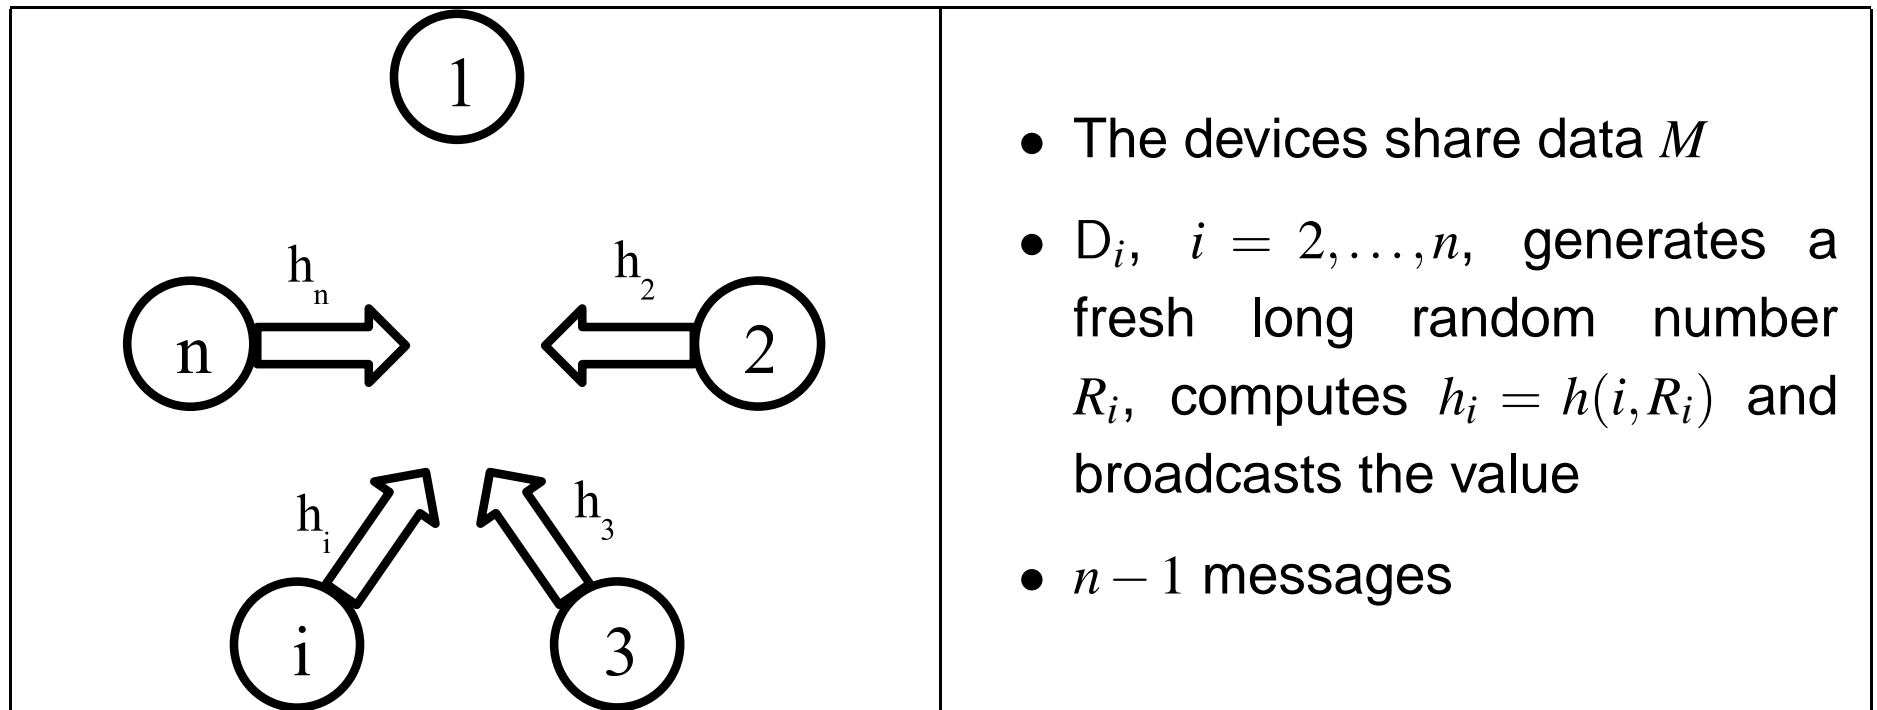 1
h_n
h_2
n
2
h_i
h_3
i
3
• The devices share data M
• D_i, i = 2,...,n, generates a
fresh long random number
R_i, computes h_i = h(i,R_i) and
broadcasts the value
• n − 1 messages